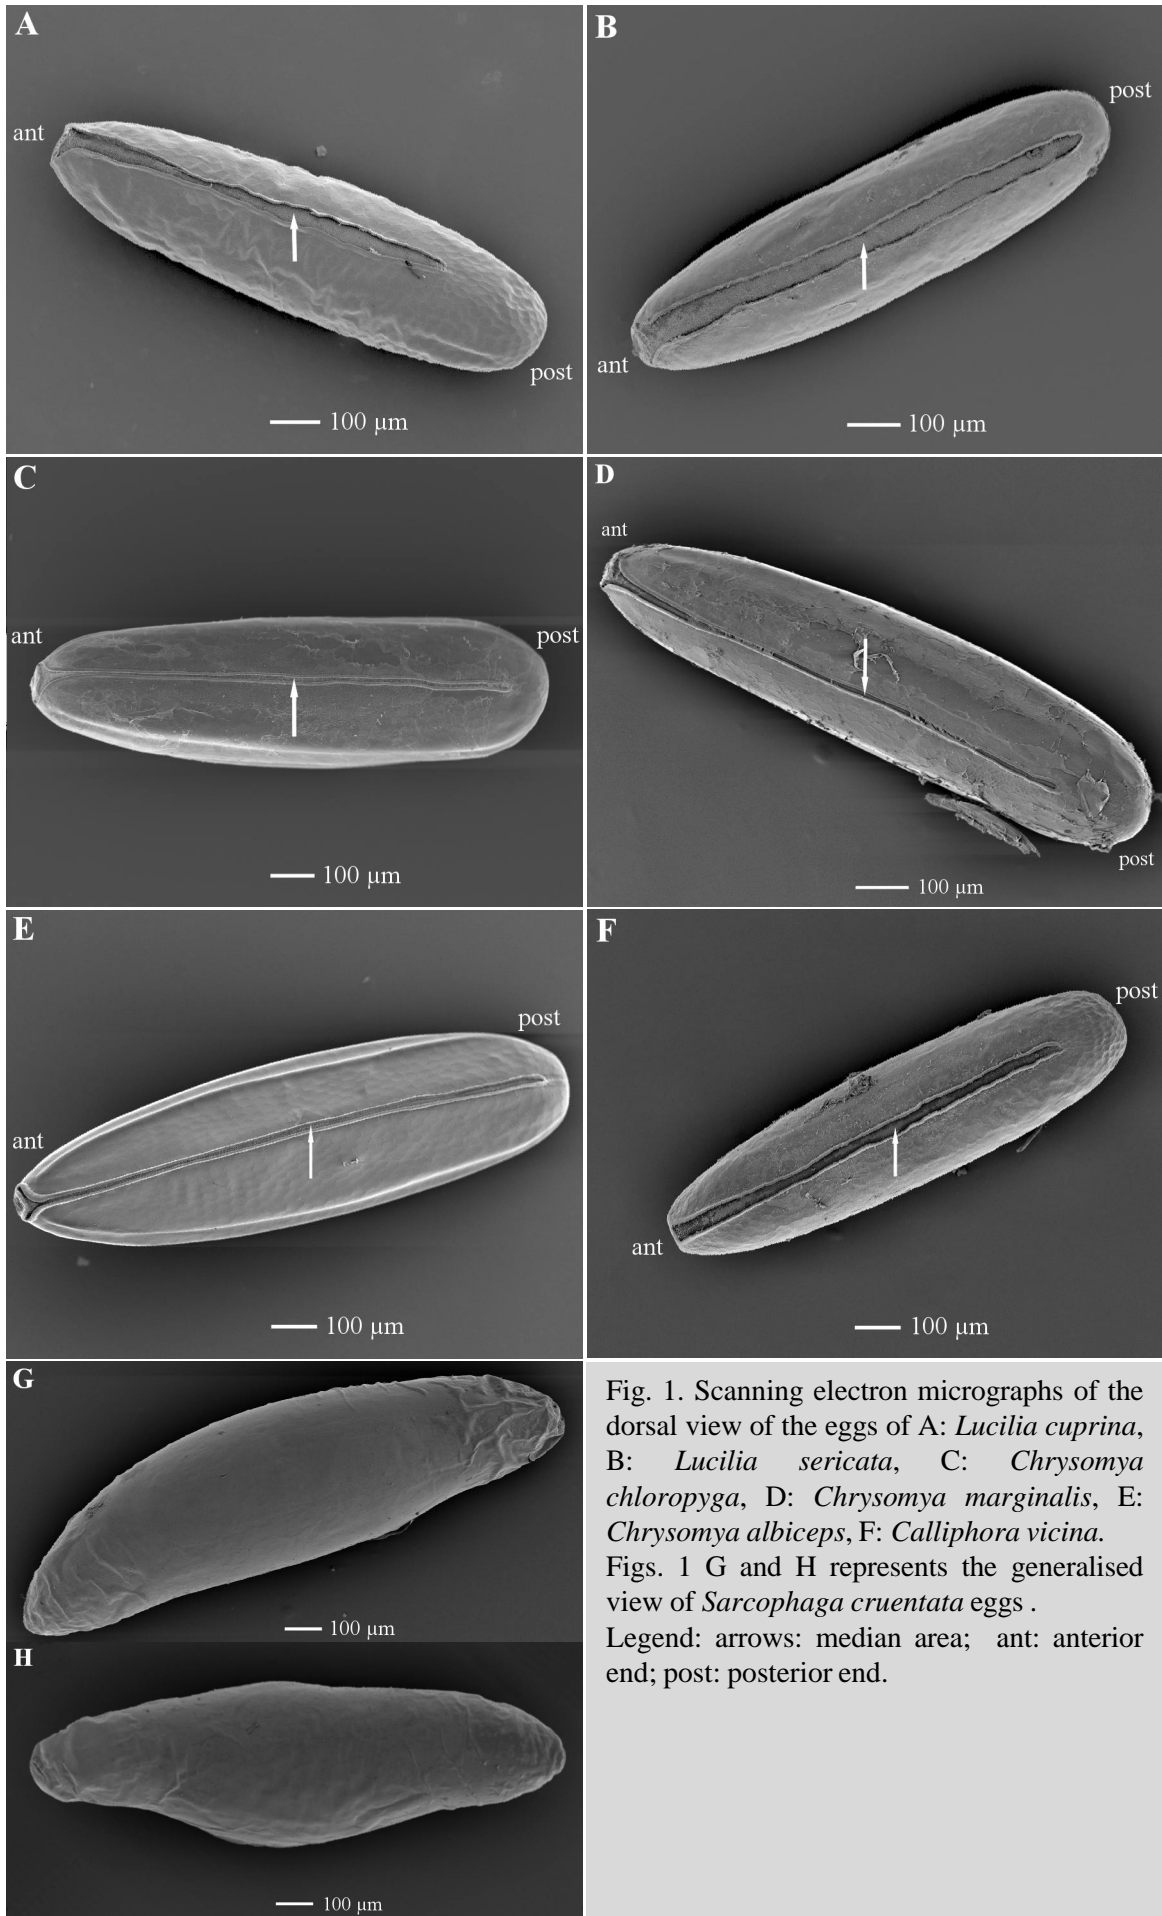 A
ant
post
100 µm
B
post
ant
100 µm
C
ant
post
100 µm
D
ant
post
100 µm
E
post
ant
100 µm
F
post
ant
100 µm
G
100 µm
H
100 µm
Fig. 1. Scanning electron micrographs of the
dorsal view of the eggs of A: Lucilia cuprina,
B: Lucilia sericata, C: Chrysomya
chloropyga, D: Chrysomya marginalis, E:
Chrysomya albiceps, F: Calliphora vicina.
Figs. 1 G and H represents the generalised
view of Sarcophaga cruentata eggs .
Legend: arrows: median area; ant: anterior
end; post: posterior end.